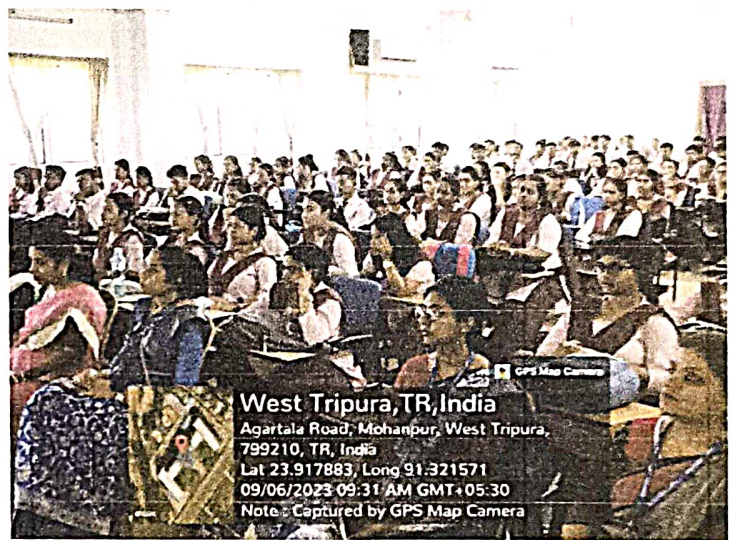 GPS Map Camera
West Tripura,TR,India
Agartala Road, Mohanpur, West Tripura,
799210, TR, India
Lat 23.917883, Long 91.321571
09/06/2023 09:31 AM GMT+05:30
Note : Captured by GPS Map Camera